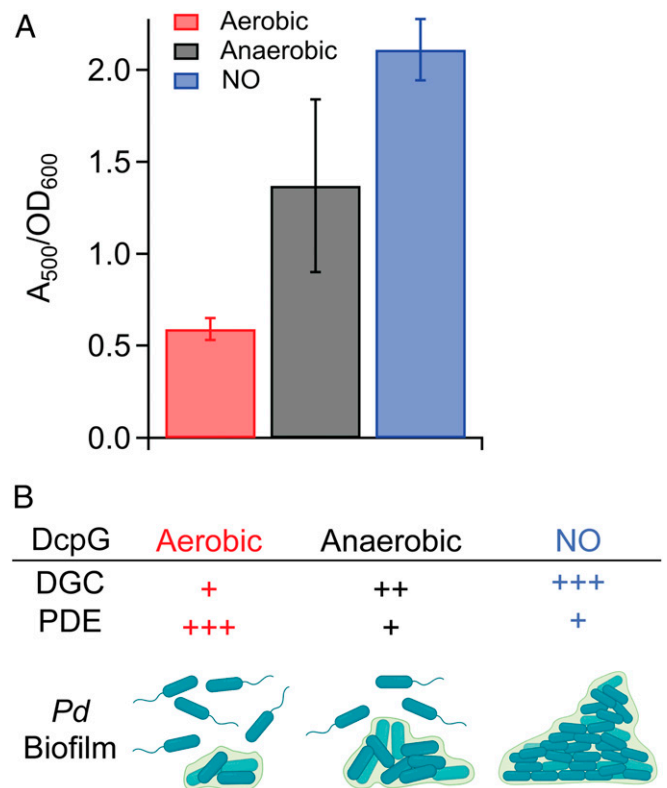 A
Aerobic
Anaerobic
NO
2.0
1.5
1.0
0.5
0.0
A500/OD600
B
DcpG Aerobic Anaerobic NO
DGC + ++ +++
PDE +++ + +
Pd
Biofilm